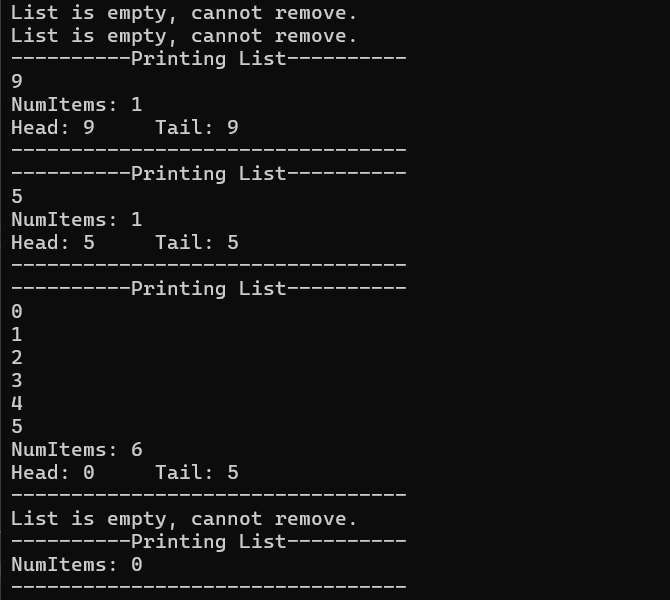 List is empty, cannot remove.
List is empty, cannot remove.
----------Printing List----------
9
NumItems: 1
Head: 9     Tail: 9
---------------------------------
----------Printing List----------
5
NumItems: 1
Head: 5     Tail: 5
---------------------------------
----------Printing List----------
0
1
2
3
4
5
NumItems: 6
Head: 0     Tail: 5
---------------------------------
List is empty, cannot remove.
----------Printing List----------
NumItems: 0
---------------------------------